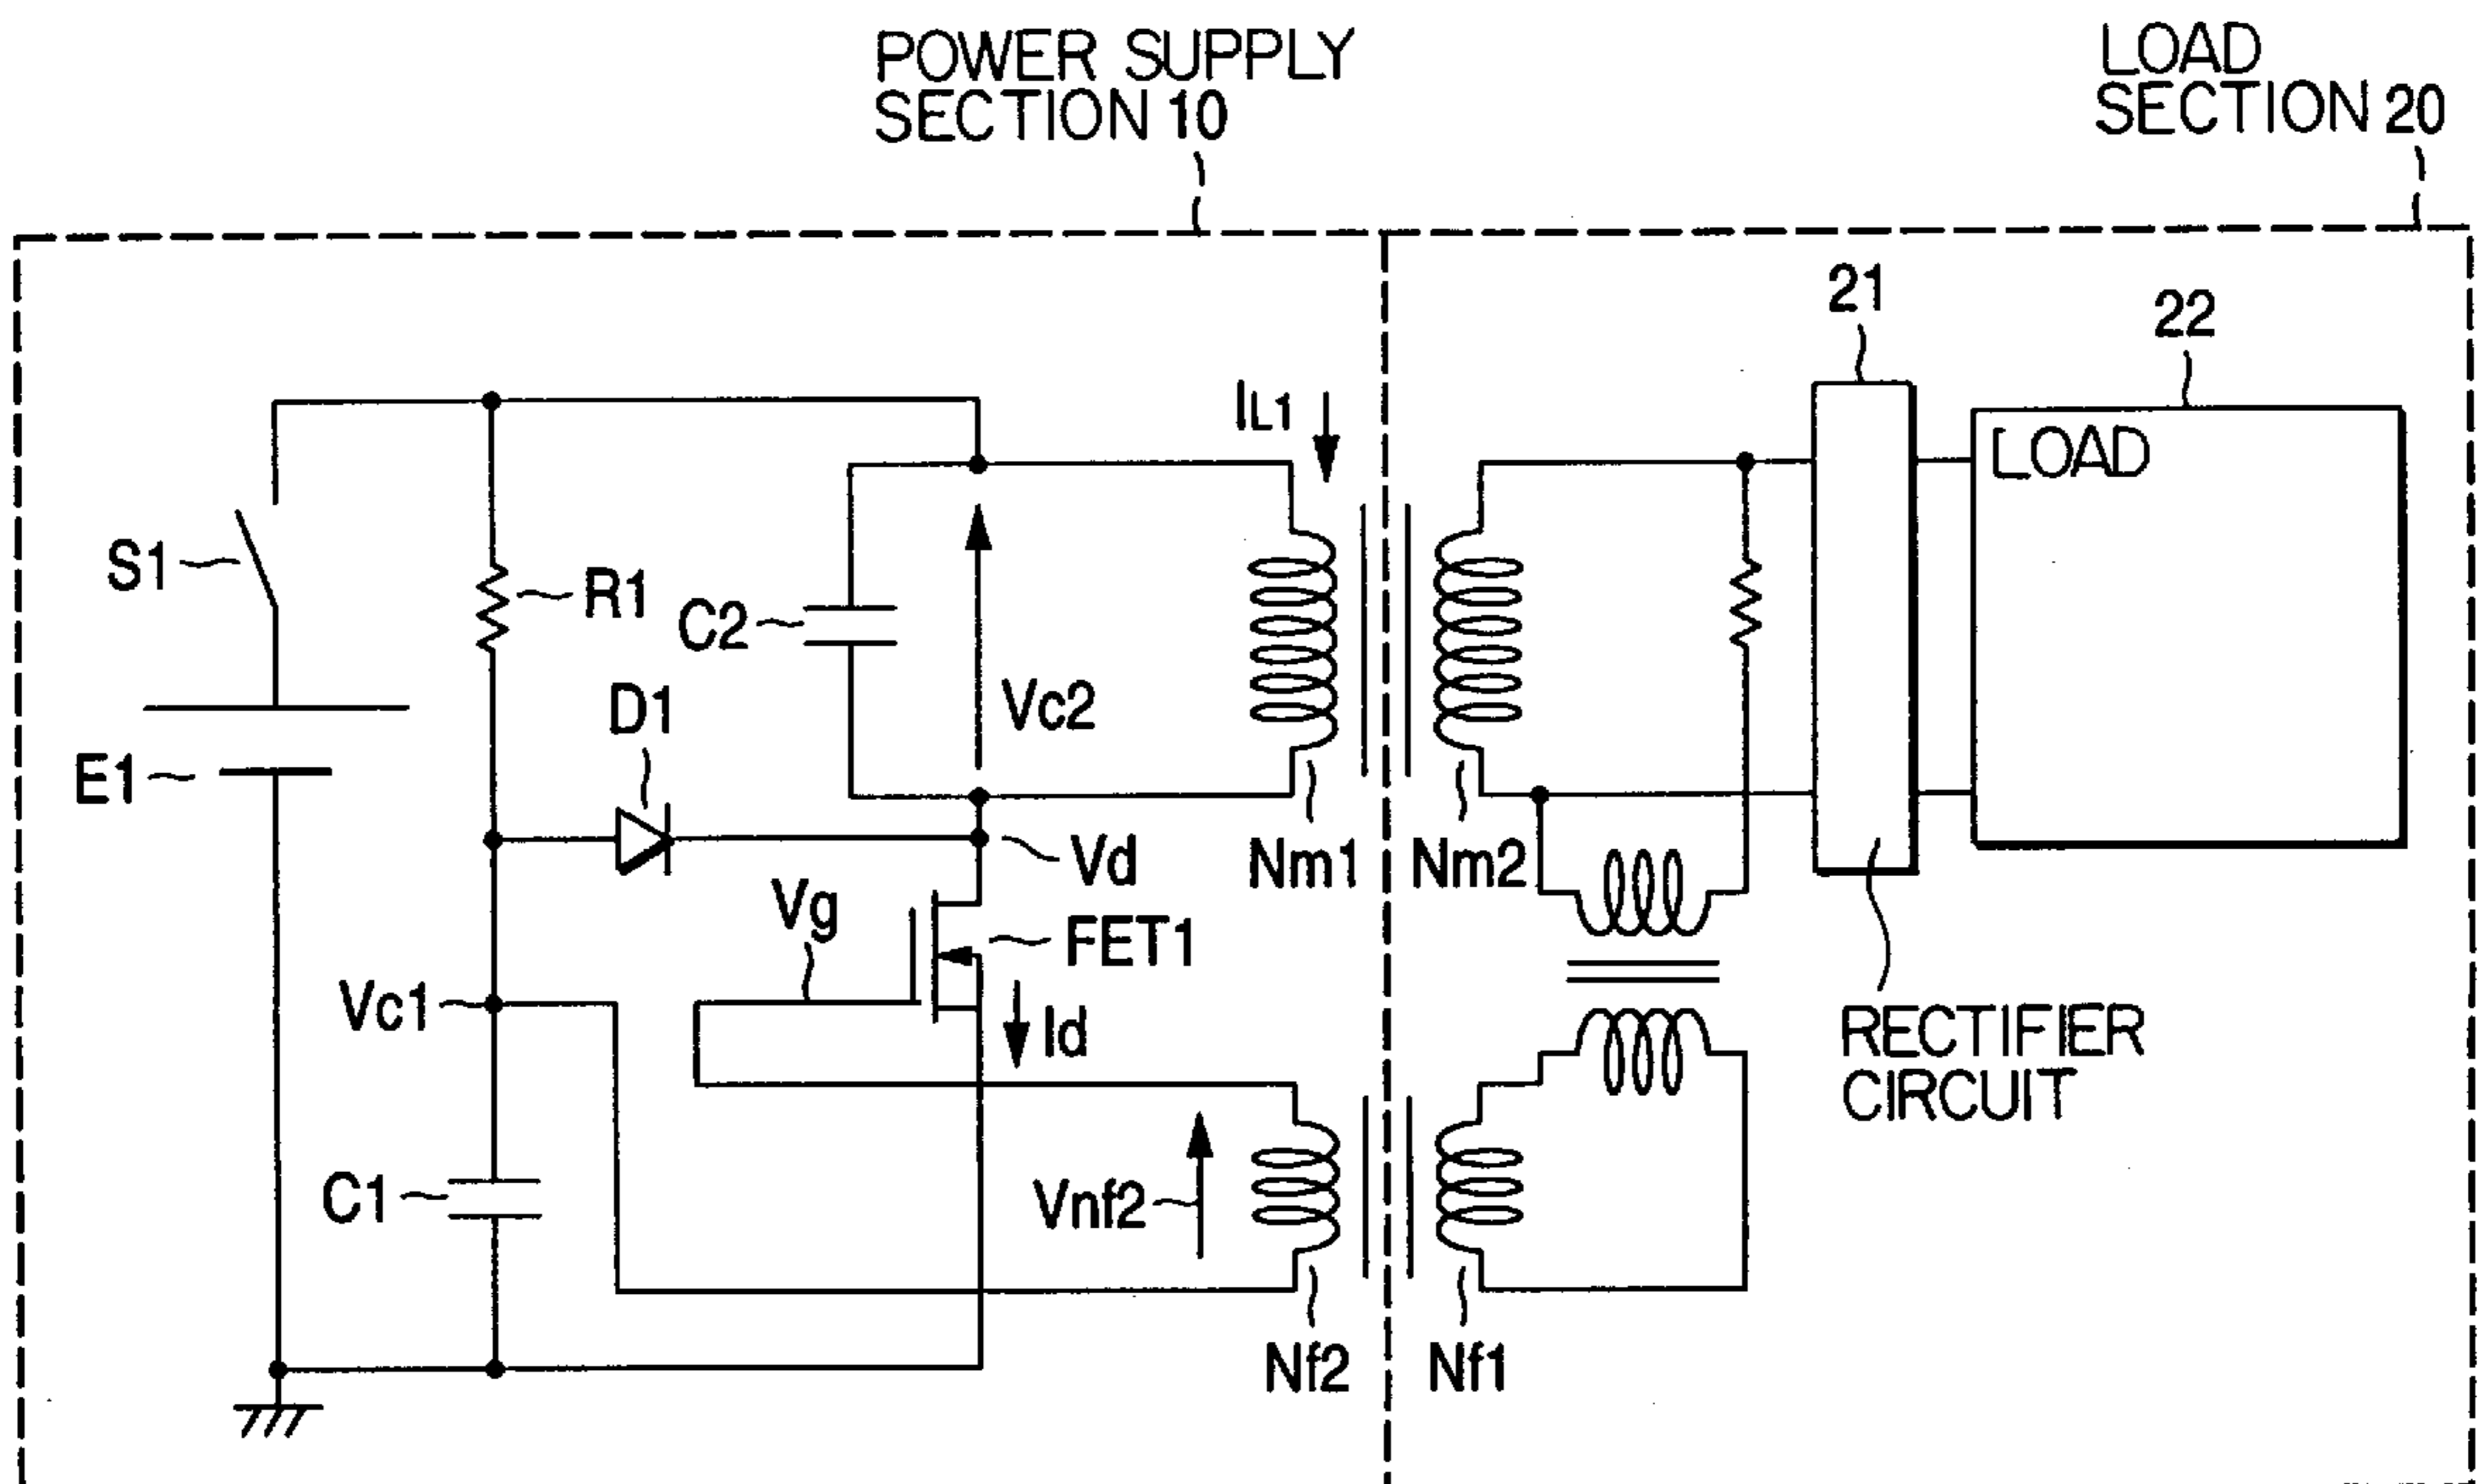 POWER SUPPLY
SECTION 10
LOAD
SECTION 20
21
22
IL1
LOAD
S1
R1
C2
Vc2
D1
E1
Vd
Nm1
Nm2
Vg
FET1
Vc1
Id
RECTIFIER
CIRCUIT
C1
Vnf2
Nf2
Nf1